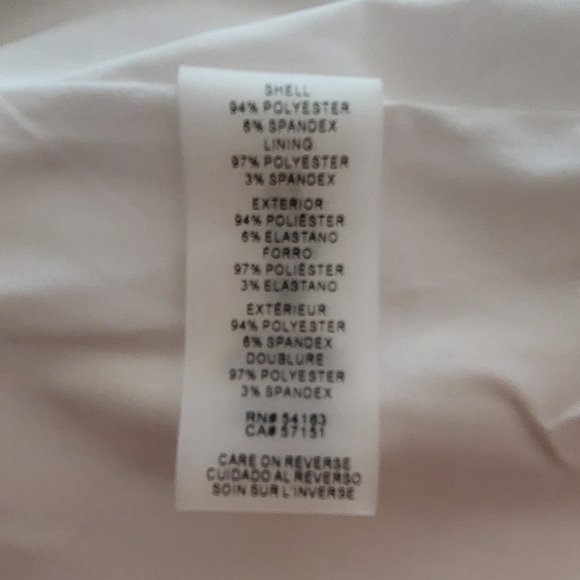 SHELL
94% POLYESTER
6% SPANDEX
LINING
97% POLYESTER
3% SPANDEX
EXTERIOR
94% POLIÉSTER
6% ELASTANO
FORRO
97% POLIÉSTER
3% ELASTANO
EXTÉRIEUR
94% POLYESTER
6% SPANDEX
DOUBLURE
97% POLYESTER
3% SPANDEX
RN# 54163
CA# 57151
CARE ON REVERSE
CUIDADO AL REVERSO
SOIN SUR L'INVERSE